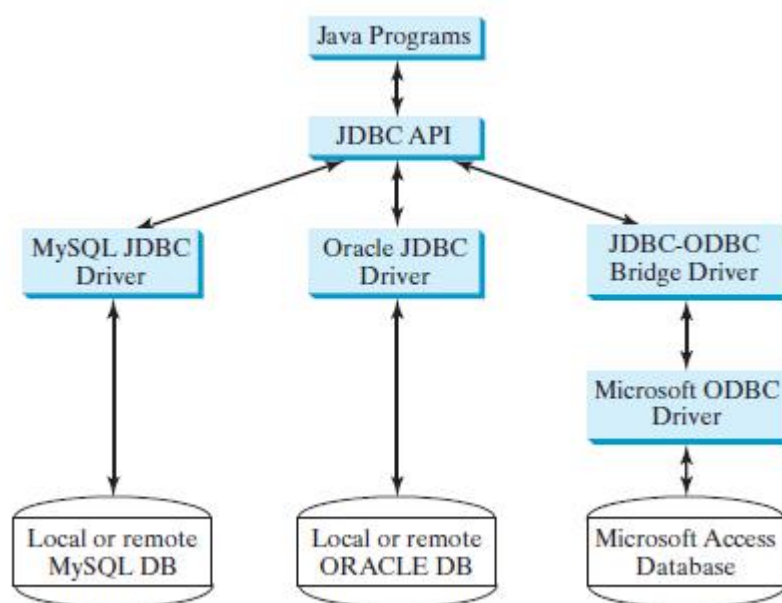 Java Programs
JDBC API
MySQL JDBC
Driver
Oracle JDBC
Driver
JDBC-ODBC
Bridge Driver
Microsoft ODBC
Driver
Local or remote
MySQL DB
Local or remote
ORACLE DB
Microsoft Access
Database